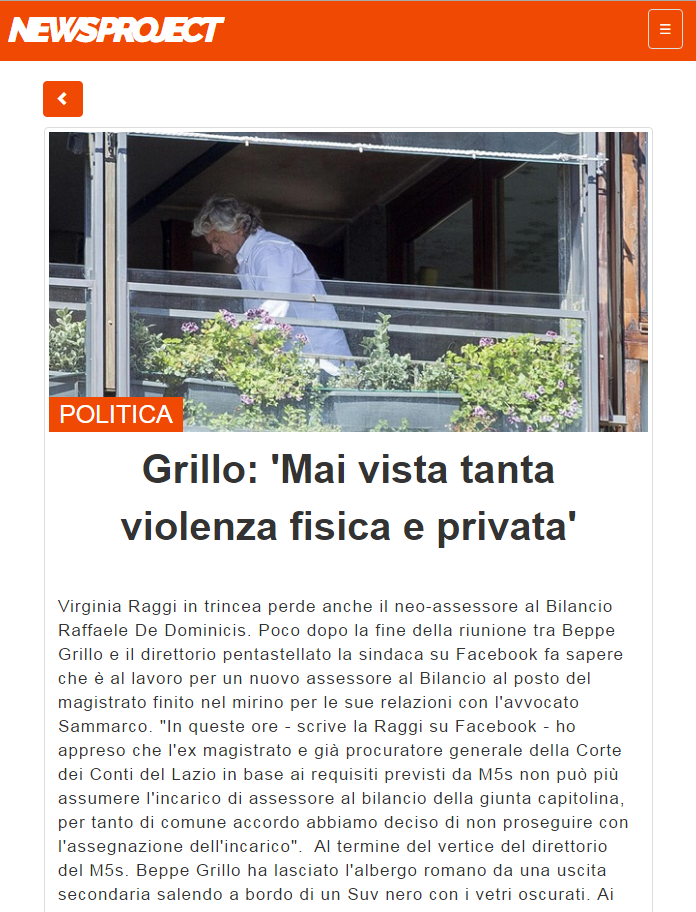 NEWSPROJECT
☰
POLITICA
Grillo: 'Mai vista tanta
violenza fisica e privata'
Virginia Raggi in trincea perde anche il neo-assessore al Bilancio
Raffaele De Dominicis. Poco dopo la fine della riunione tra Beppe
Grillo e il direttorio pentastellato la sindaca su Facebook fa sapere
che è al lavoro per un nuovo assessore al Bilancio al posto del
magistrato finito nel mirino per le sue relazioni con l'avvocato
Sammarco. "In queste ore - scrive la Raggi su Facebook - ho
appreso che l'ex magistrato e già procuratore generale della Corte
dei Conti del Lazio in base ai requisiti previsti da M5s non può più
assumere l'incarico di assessore al bilancio della giunta capitolina,
per tanto di comune accordo abbiamo deciso di non proseguire con
l'assegnazione dell'incarico".  Al termine del vertice del direttorio
del M5s. Beppe Grillo ha lasciato l'albergo romano da una uscita
secondaria salendo a bordo di un Suv nero con i vetri oscurati. Ai